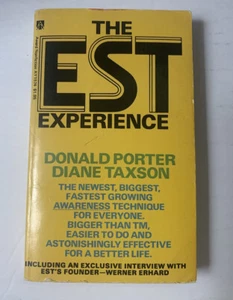 THE
EST
EXPERIENCE
DONALD PORTER
DIANE TAXSON
THE NEWEST, BIGGEST,
FASTEST GROWING
AWARENESS TECHNIQUE
FOR EVERYONE.
BIGGER THAN TM,
EASIER TO DO AND
ASTONISHINGLY EFFECTIVE
FOR A BETTER LIFE.
INCLUDING AN EXCLUSIVE INTERVIEW WITH
EST'S FOUNDER—WERNER ERHARD